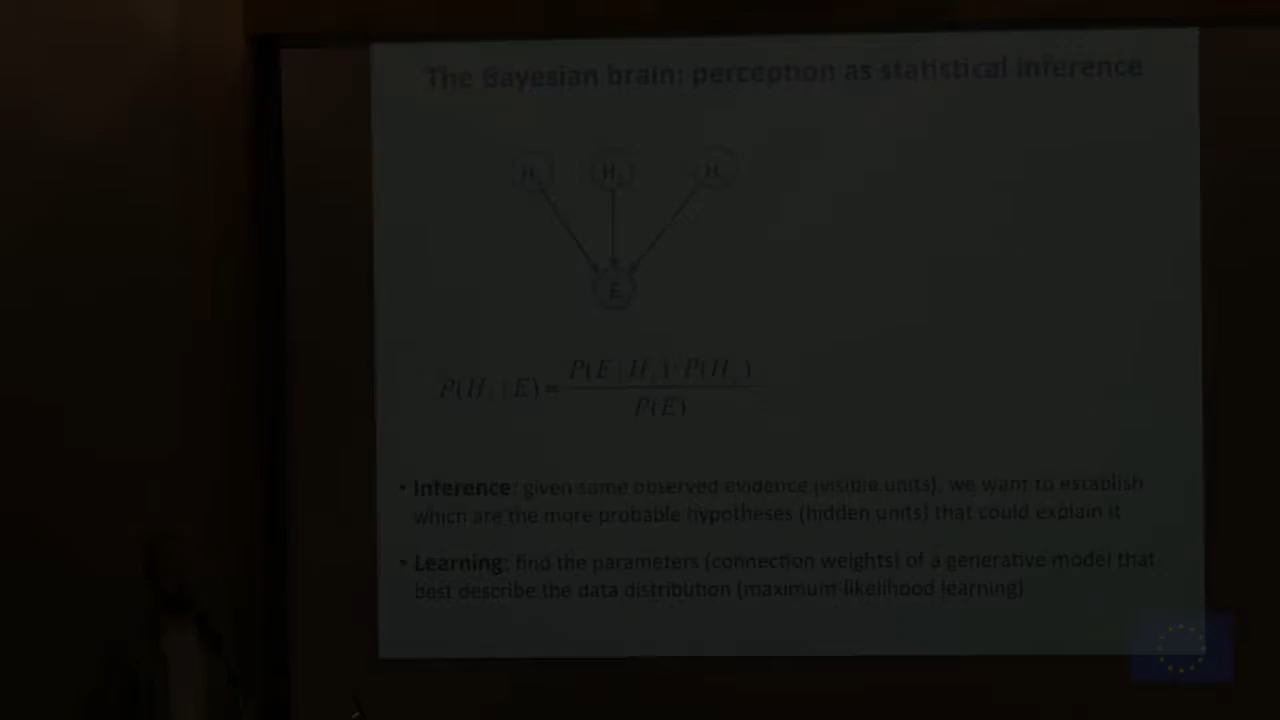 The Bayesian brain: perception as statistical inference
H H₂ H
E
P(H | E) = P(E | H ) P(H )
P(E)
• Inference: given some observed evidence (visible units), we want to establish
which are the more probable hypotheses (hidden units) that could explain it
• Learning: find the parameters (connection weights) of a generative model that
best describe the data distribution (maximum-likelihood learning)